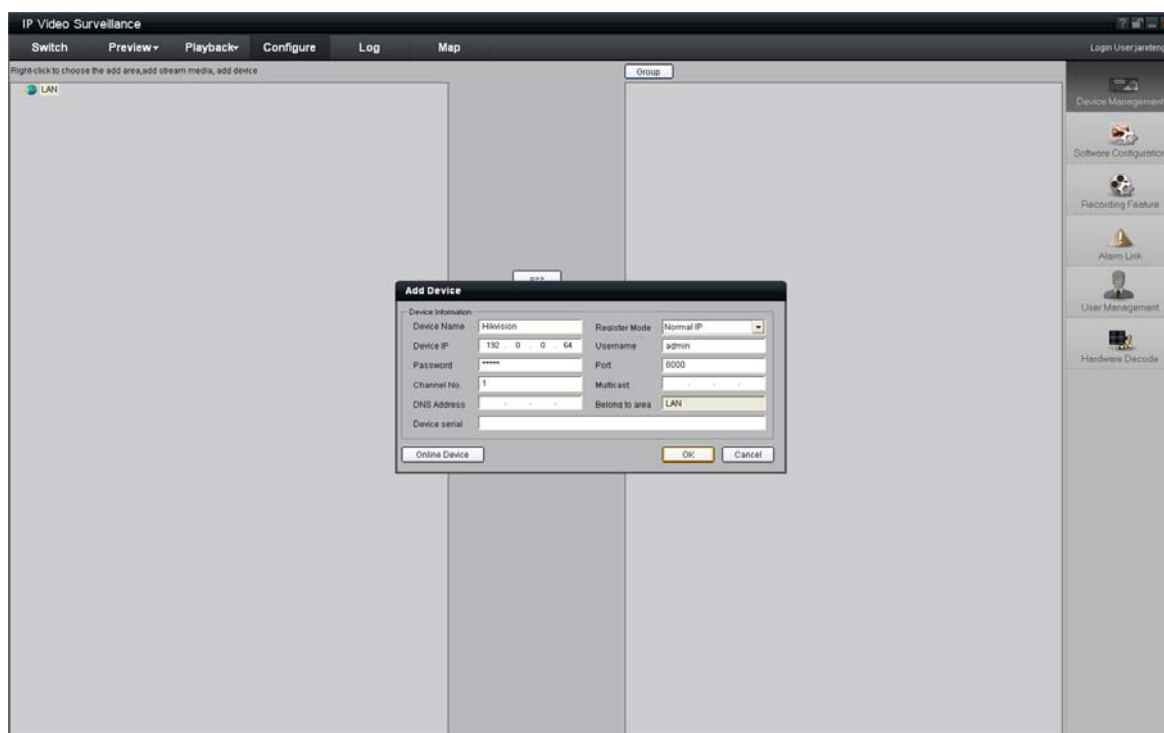 IP Video Surveillance
Switch Preview Playback Configure Log Map
Login User jareteng
Right-click to choose the add area,add stream media, add device
Group
LAN
Device Management
Software Configuration
Recording Feature
Alarm Link
User Management
Hardware Decode
Add Device
Device Information
Device Name Hikvision Register Mode Normal IP
Device IP 192 . 0 . 0 . 64 Username admin
Password ***** Port 8000
Channel No. 1 Multicast . . .
DNS Address . . . Belong to area LAN
Device serial
Online Device OK Cancel